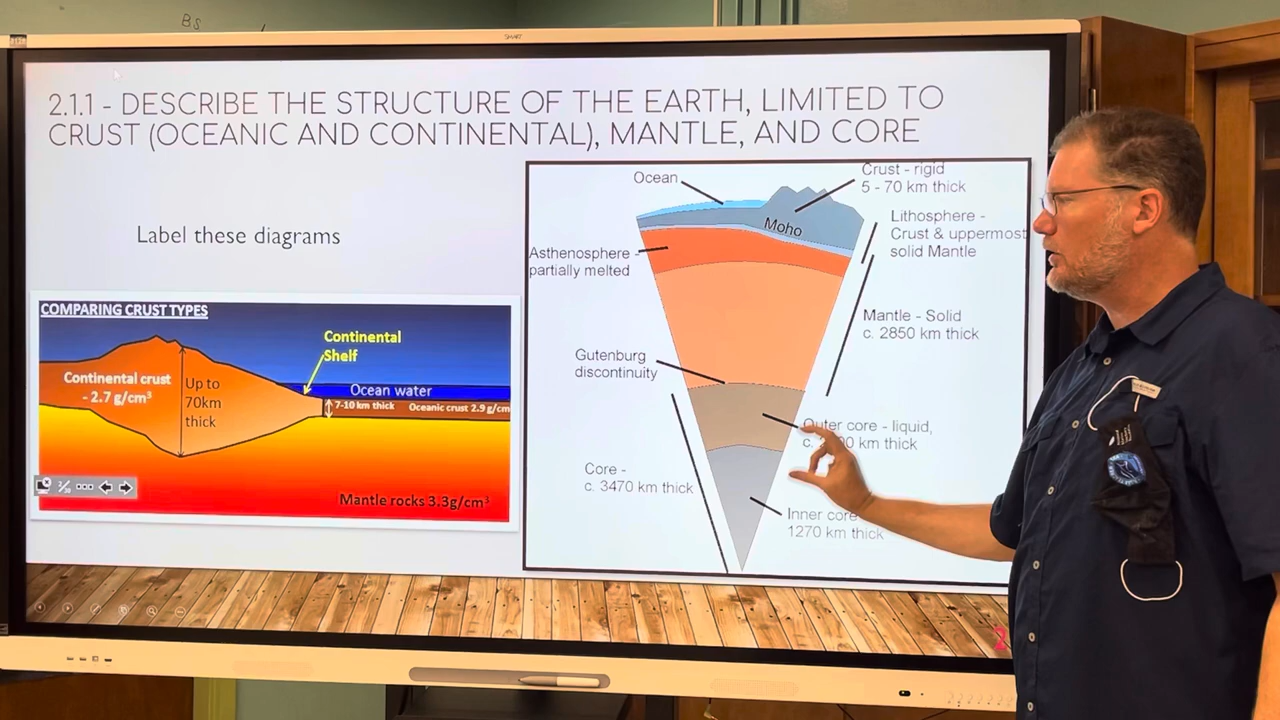 BS
SMART
2.1.1 - DESCRIBE THE STRUCTURE OF THE EARTH, LIMITED TO
CRUST (OCEANIC AND CONTINENTAL), MANTLE, AND CORE
Label these diagrams
COMPARING CRUST TYPES
Continental
Shelf
Continental crust
- 2.7 g/cm³
Up to
70km
thick
Ocean water
7-10 km thick
Oceanic crust 2.9 g/cm
Mantle rocks 3.3g/cm³
Ocean
Crust - rigid
5 - 70 km thick
Moho
Lithosphere -
Crust & uppermost
solid Mantle
Asthenosphere -
partially melted
Mantle - Solid
c. 2850 km thick
Gutenburg
discontinuity
Outer core - liquid,
c. 00 km thick
Core -
c. 3470 km thick
Inner core
1270 km thick
2